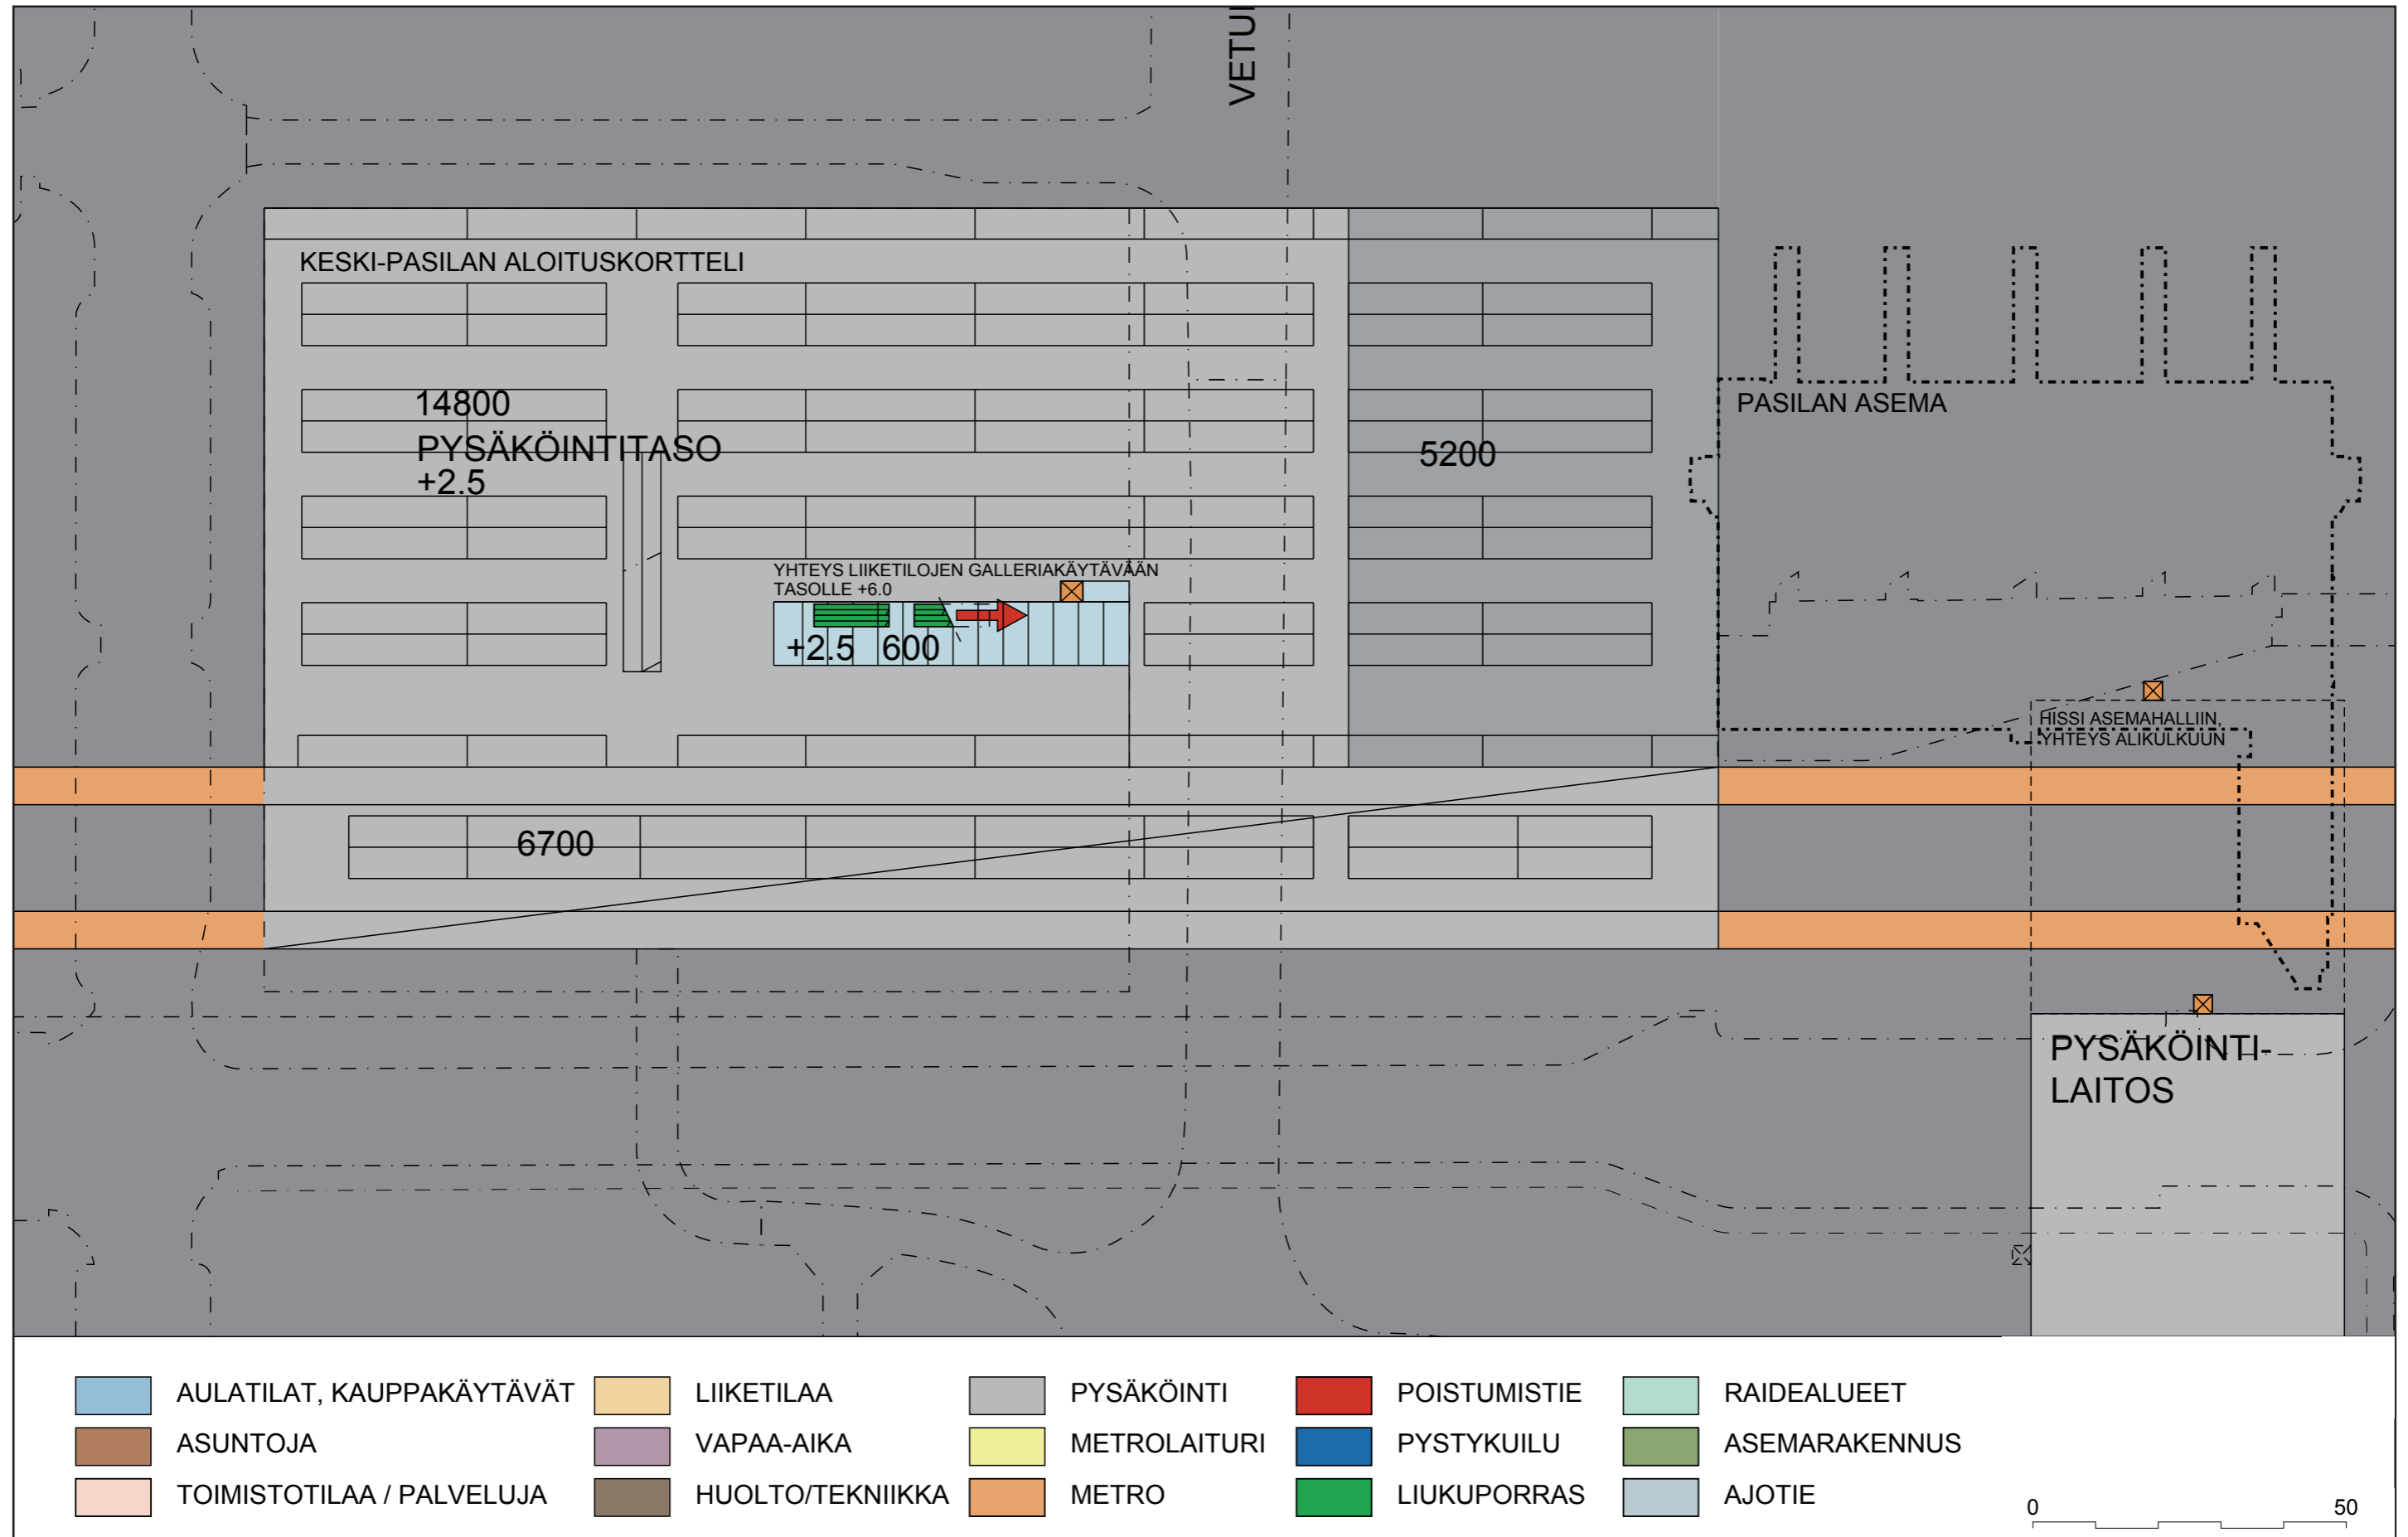 VETUI
KESKI-PASILAN ALOITUSKORTTELI
14800
PYSÄKÖINTITASO
+2.5
5200
PASILAN ASEMA
YHTEYS LIIKETILOJEN GALLERIAKÄYTÄVÄÄN
TASOLLE +6.0
+2.5 600
HISSI ASEMAHALLIIN,
YHTEYS ALIKULKUUN
6700
PYSÄKÖINTI-
LAITOS
AULATILAT, KAUPPAKÄYTÄVÄT
LIIKETILAA
PYSÄKÖINTI
POISTUMISTIE
RAIDEALUEET
ASUNTOJA
VAPAA-AIKA
METROLAITURI
PYSTYKUILU
ASEMARAKENNUS
TOIMISTOTILAA / PALVELUJA
HUOLTO/TEKNIIKKA
METRO
LIUKUPORRAS
AJOTIE
0 50